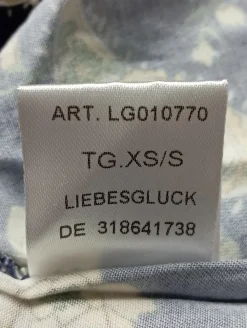 ART. LG010770
TG.XS/S
LIEBESGLUCK
DE 318641738